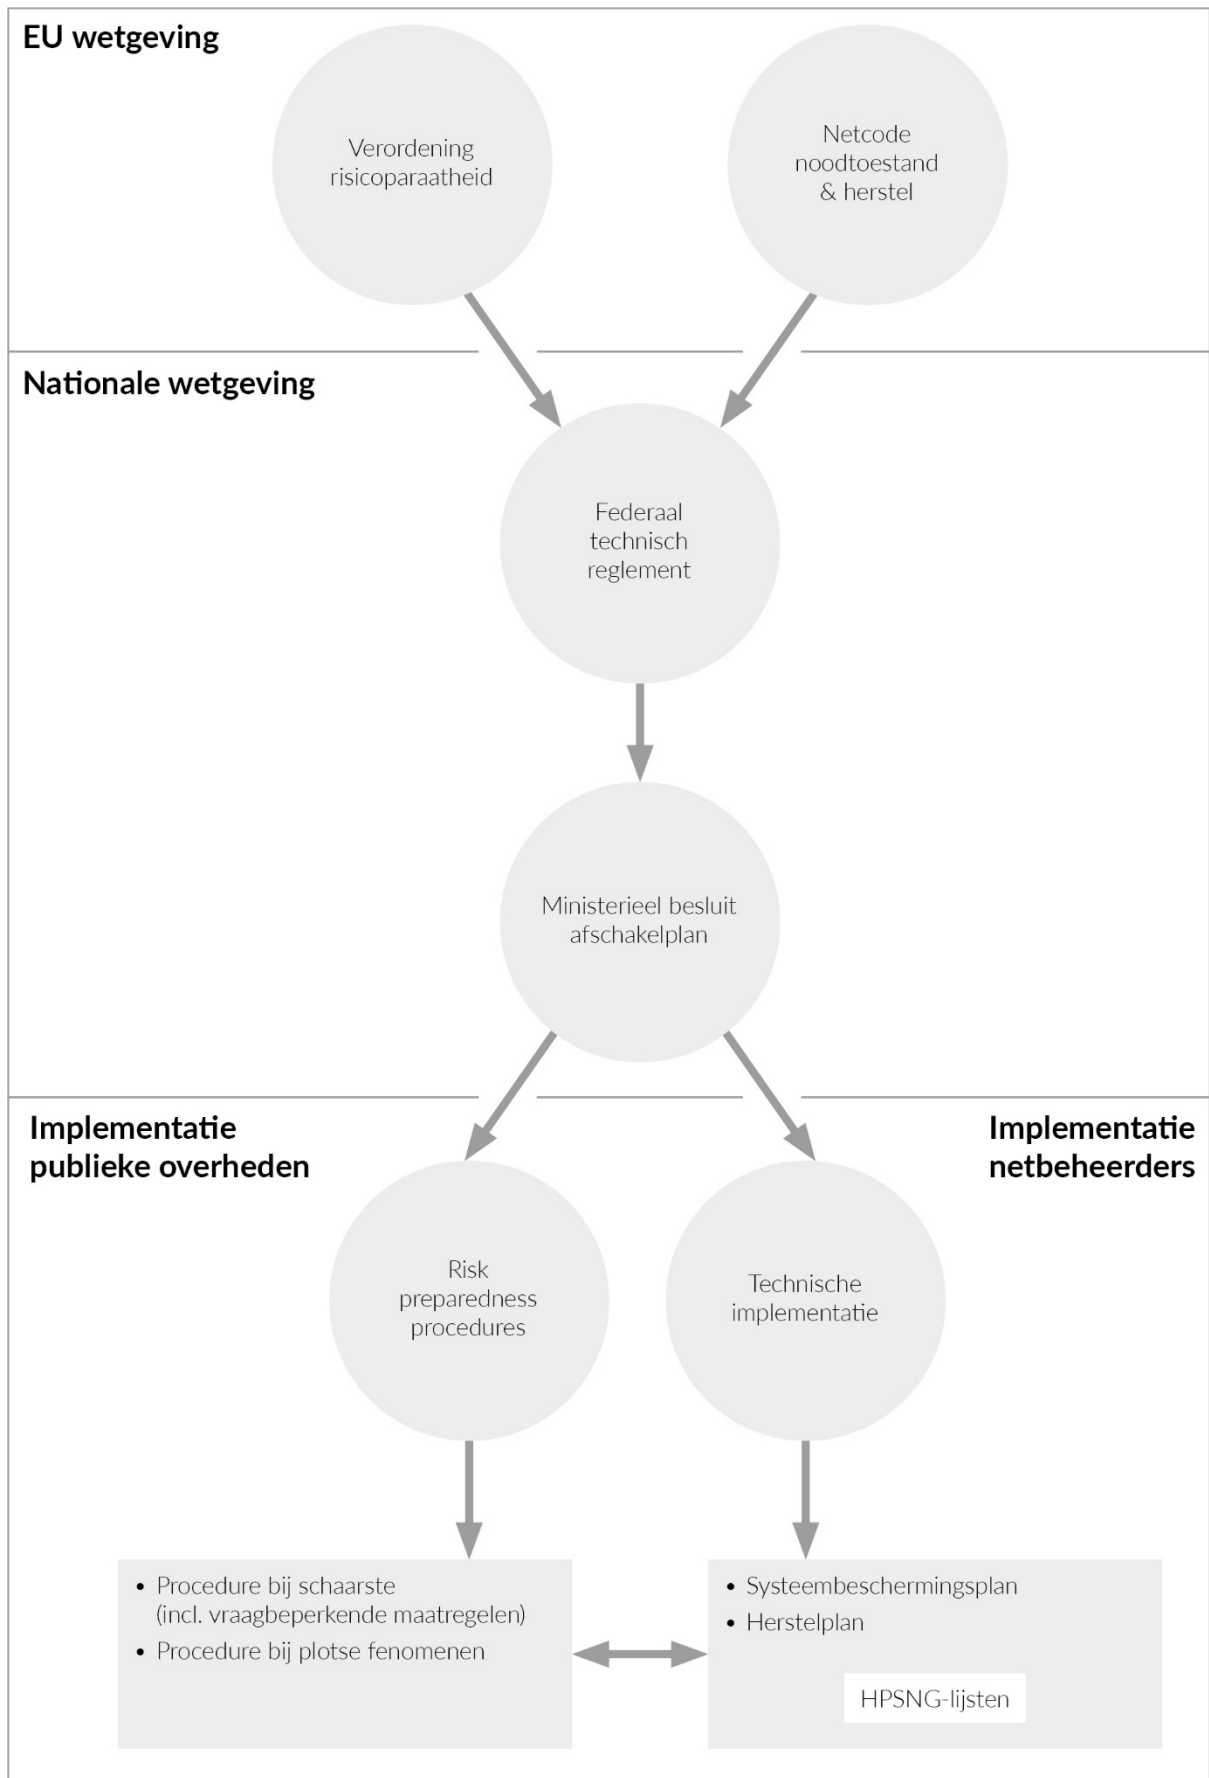 EU wetgeving
Verordening
risicoparaatheid
Netcode
noodtoestand
& herstel
Nationale wetgeving
Federaal
technisch
reglement
Ministerieel besluit
afschakelplan
Implementatie
publieke overheden
Implementatie
netbeheerders
Risk
preparedness
procedures
Technische
implementatie
• Procedure bij schaarste
(incl. vraagbeperkende maatregelen)
• Procedure bij plotse fenomenen
• Systeembeschermingsplan
• Herstelplan
HPSNG-lijsten